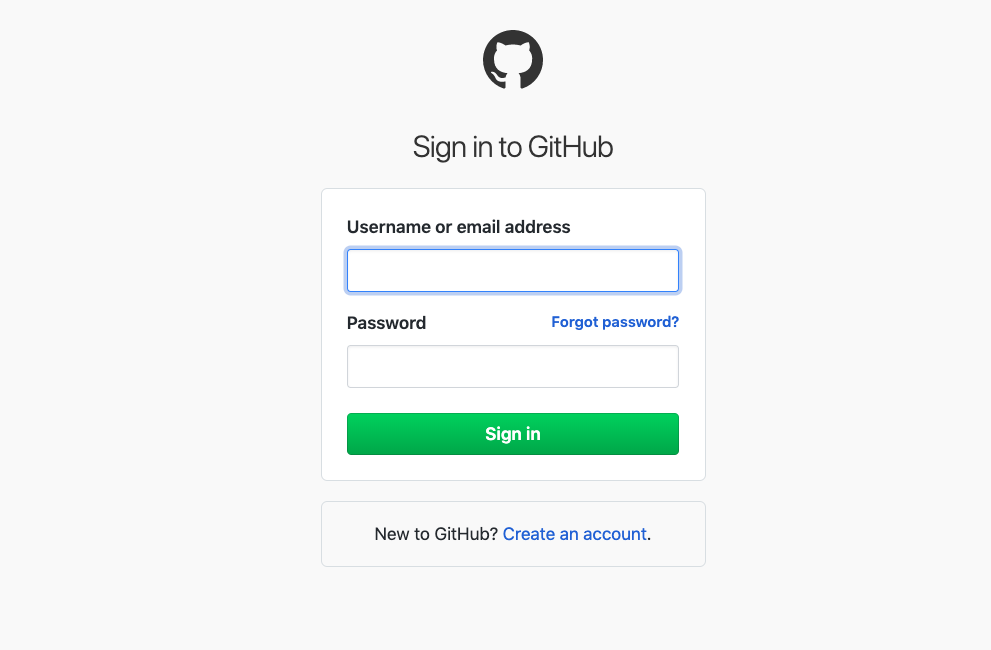 Sign in to GitHub
Username or email address
Password Forgot password?
Sign in
New to GitHub? Create an account.